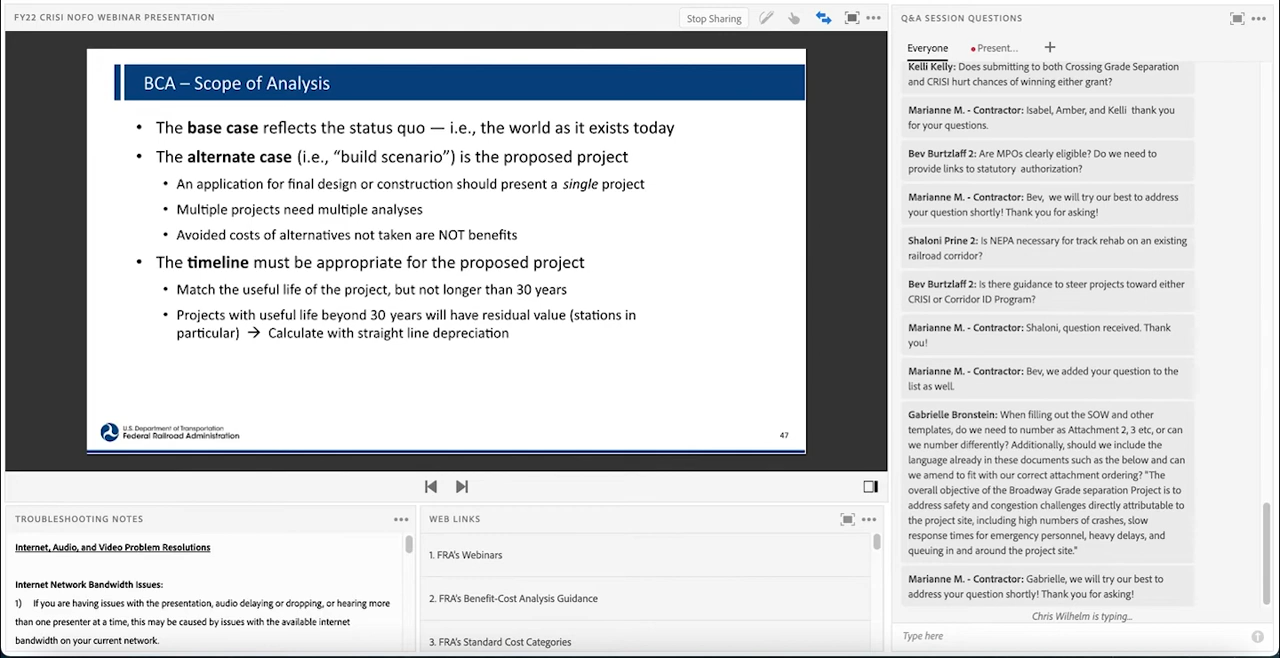 FY22 CRISI NOFO WEBINAR PRESENTATION
Stop Sharing
BCA – Scope of Analysis
• The base case reflects the status quo — i.e., the world as it exists today
• The alternate case (i.e., “build scenario”) is the proposed project
• An application for final design or construction should present a single project
• Multiple projects need multiple analyses
• Avoided costs of alternatives not taken are NOT benefits
• The timeline must be appropriate for the proposed project
• Match the useful life of the project, but not longer than 30 years
• Projects with useful life beyond 30 years will have residual value (stations in
particular) → Calculate with straight line depreciation
U.S. Department of Transportation
Federal Railroad Administration
47
TROUBLESHOOTING NOTES
Internet, Audio, and Video Problem Resolutions
Internet Network Bandwidth Issues:
1) If you are having issues with the presentation, audio delaying or dropping, or hearing more
than one presenter at a time, this may be caused by issues with the available internet
bandwidth on your current network.
WEB LINKS
1. FRA's Webinars
2. FRA's Benefit-Cost Analysis Guidance
3. FRA's Standard Cost Categories
Q&A SESSION QUESTIONS
Everyone
Present...
Kelli Kelly: Does submitting to both Crossing Grade Separation
and CRISI hurt chances of winning either grant?
Marianne M. - Contractor: Isabel, Amber, and Kelli thank you
for your questions.
Bev Burtzlaff 2: Are MPOs clearly eligible? Do we need to
provide links to statutory authorization?
Marianne M. - Contractor: Bev, we will try our best to address
your question shortly! Thank you for asking!
Shaloni Prine 2: Is NEPA necessary for track rehab on an existing
railroad corridor?
Bev Burtzlaff 2: Is there guidance to steer projects toward either
CRISI or Corridor ID Program?
Marianne M. - Contractor: Shaloni, question received. Thank
you!
Marianne M. - Contractor: Bev, we added your question to the
list as well.
Gabrielle Bronstein: When filling out the SOW and other
templates, do we need to number as Attachment 2, 3 etc, or can
we number differently? Additionally, should we include the
language already in these documents such as the below and can
we amend to fit with our correct attachment ordering? "The
overall objective of the Broadway Grade separation Project is to
address safety and congestion challenges directly attributable to
the project site, including high numbers of crashes, slow
response times for emergency personnel, heavy delays, and
queuing in and around the project site."
Marianne M. - Contractor: Gabrielle, we will try our best to
address your question shortly! Thank you for asking!
Chris Wilhelm is typing...
Type here